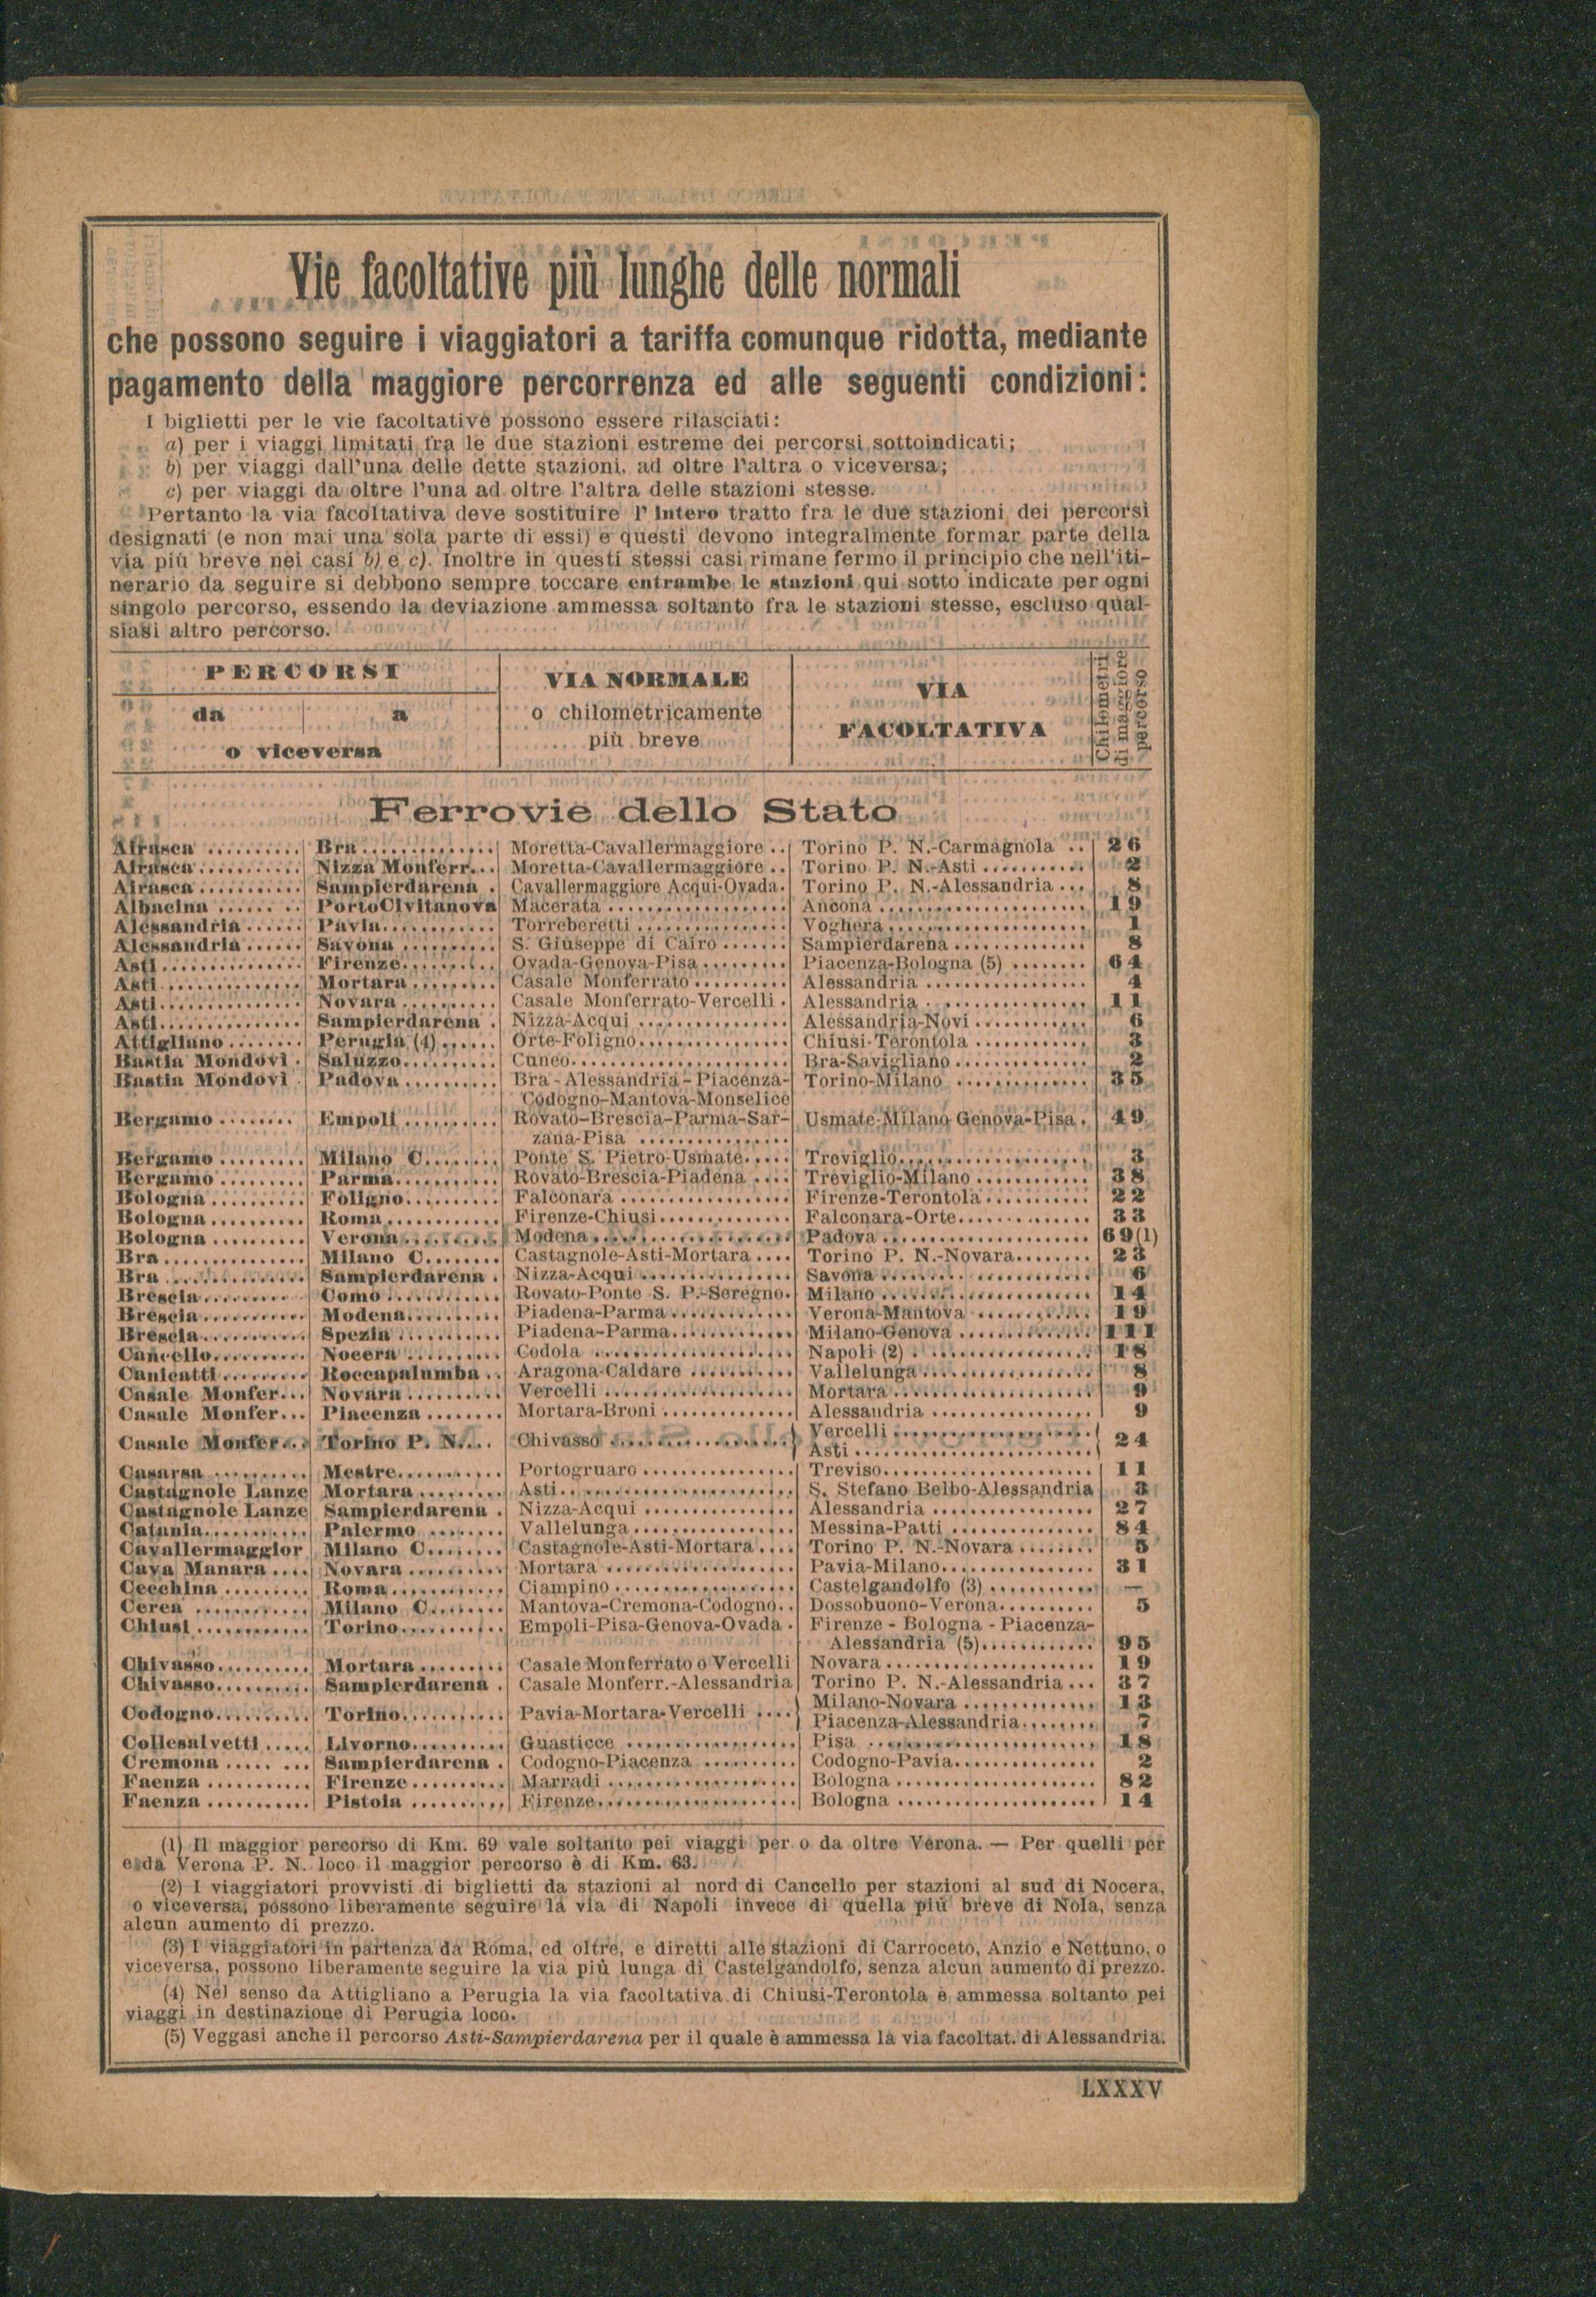 Vie facoltative più lunghe delle normali
che possono seguire i viaggiatori a tariffa comunque ridotta, mediante
pagamento della maggiore percorrenza ed alle seguenti condizioni:
I biglietti per le vie facoltative possono essere rilasciati:
a) per i viaggi limitati fra le due stazioni estreme dei percorsi sottoindicati;
b) per viaggi dall'una delle dette stazioni, ad oltre l'altra o viceversa;
c) per viaggi da oltre l'una ad oltre l'altra delle stazioni stesse.
Pertanto la via facoltativa deve sostituire l'intero tratto fra le due stazioni dei percorsi
designati (e non mai una sola parte di essi) e questi devono integralmente formar parte della
via più breve nei casi b) e c). Inoltre in questi stessi casi rimane fermo il principio che nell'iti-
nerario da seguire si debbono sempre toccare entrambe le stazioni qui sotto indicate per ogni
singolo percorso, essendo la deviazione ammessa soltanto fra le stazioni stesse, escluso qual-
siasi altro percorso.
PERCORSI
da a
o viceversa
VIA NORMALE
o chilometricamente
più breve
VIA
FACOLTATIVA
Chilometri
di maggiore
percorso
Ferrovie dello Stato
Airasca .......... Bra .............. Moretta-Cavallermaggiore .. Torino P. N.-Carmagnola .. 26
Airasca........... Nizza Monferr... Moretta-Cavallermaggiore .. Torino P. N.-Asti ........... 2
Airasca ........... Sampierdarena . Cavallermaggiore Acqui-Ovada. Torino P. N.-Alessandria ... 8
Albacina ...... .. PortoCivitanova Macerata ................... Ancona ...................... 19
Alessandria ...... Pavia............ Torreberetti ................ Voghera...................... 1
Alessandria ...... Savona .......... S. Giuseppe di Cairo ....... Sampierdarena .............. 8
Asti............... Firenze.......... Ovada-Genova-Pisa ......... Piacenza-Bologna (5) ........ 64
Asti .............. Mortara ......... Casale Monferrato .......... Alessandria ................. 4
Asti............... Novara .......... Casale Monferrato-Vercelli . Alessandria ................. 11
Asti............... Sampierdarena . Nizza-Acqui ................ Alessandria-Novi ............ 6
Attigliano ........ Perugia (4) ...... Orte-Foligno................ Chiusi-Terontola ............ 3
Bastia Mondovì . Saluzzo.......... Cuneo....................... Bra-Savigliano .............. 2
Bastia Mondovì . Padova .......... Bra - Alessandria - Piacenza- Torino-Milano .............. 35
Codogno-Mantova-Monselice
Bergamo ........ Empoli .......... Rovato-Brescia-Parma-Sar- Usmate-Milano-Genova-Pisa . 49
zana-Pisa ................
Bergamo ......... Milano C........ Ponte S. Pietro-Usmate..... Treviglio.................... 3
Bergamo ......... Parma........... Rovato-Brescia-Piadena .... Treviglio-Milano ............ 38
Bologna .......... Foligno.......... Falconara .................. Firenze-Terontola ........... 22
Bologna .......... Roma............ Firenze-Chiusi.............. Falconara-Orte.............. 33
Bologna .......... Verona .......... Modena..................... Padova ...................... 69(1)
Bra ............... Milano C........ Castagnole-Asti-Mortara .... Torino P. N.-Novara........ 23
Bra ............... Sampierdarena . Nizza-Acqui ................ Savona ...................... 6
Brescia......... .. Como ............ Rovato-Ponte S. P.-Seregno. Milano ...................... 14
Brescia........... Modena.......... Piadena-Parma............. Verona-Mantova ............ 19
Brescia........... Spezia ........... Piadena-Parma............. Milano-Genova .............. 111
Cancello.......... Nocera .......... Codola ..................... Napoli (2) . ................. 18
Canicattì ......... Roccapalumba .. Aragona-Caldare ........... Vallelunga .................. 8
Casale Monfer... Novara .......... Vercelli .................... Mortara ..................... 9
Casale Monfer... Piacenza ........ Mortara-Broni .............. Alessandria ................. 9
Casale Monfer... Torino P. N.... Chivasso ................... Vercelli ..................... 24
Asti .........................
Casarsa .......... Mestre........... Portogruaro ................ Treviso...................... 11
Castagnole Lanze Mortara ......... Asti........................ S. Stefano Belbo-Alessandria 3
Castagnole Lanze Sampierdarena . Nizza-Acqui ................ Alessandria ................. 27
Catania........... Palermo ........ Vallelunga ................. Messina-Patti ............... 84
Cavallermaggior Milano C........ Castagnole-Asti-Mortara .... Torino P. N.-Novara ........ 5
Cava Manara .... Novara .......... Mortara .................... Pavia-Milano................ 31
Cecchina ......... Roma............ Ciampino................... Castelgandolfo (3) ........... —
Cerea ............ Milano C........ Mantova-Cremona-Codogno.. Dossobuono-Verona.......... 5
Chiusi ............ Torino........... Empoli-Pisa-Genova-Ovada . Firenze - Bologna - Piacenza-
Alessandria (5)............ 95
Chivasso.......... Mortara ......... Casale Monferrato o Vercelli Novara ...................... 19
Chivasso.......... Sampierdarena . Casale Monferr.-Alessandria Torino P. N.-Alessandria ... 37
Codogno.......... Torino........... Pavia-Mortara-Vercelli .... Milano-Novara .............. 13
Piacenza-Alessandria........ 7
Collesalvetti ..... Livorno.......... Guasticce .................. Pisa ........................ 18
Cremona ..... ... Sampierdarena . Codogno-Piacenza .......... Codogno-Pavia............... 2
Faenza ........... Firenze .......... Marradi .................... Bologna ..................... 82
Faenza ........... Pistoia .......... Firenze..................... Bologna ..................... 14
(1) Il maggior percorso di Km. 69 vale soltanto pei viaggi per o da oltre Verona. — Per quelli per
e da Verona P. N. loco il maggior percorso è di Km. 63.
(2) I viaggiatori provvisti di biglietti da stazioni al nord di Cancello per stazioni al sud di Nocera,
o viceversa, possono liberamente seguire la via di Napoli invece di quella più breve di Nola, senza
alcun aumento di prezzo.
(3) I viaggiatori in partenza da Roma, ed oltre, e diretti alle stazioni di Carroceto, Anzio e Nettuno, o
viceversa, possono liberamente seguire la via più lunga di Castelgandolfo, senza alcun aumento di prezzo.
(4) Nel senso da Attigliano a Perugia la via facoltativa di Chiusi-Terontola è ammessa soltanto pei
viaggi in destinazione di Perugia loco.
(5) Veggasi anche il percorso Asti-Sampierdarena per il quale è ammessa la via facoltat. di Alessandria.
LXXXV